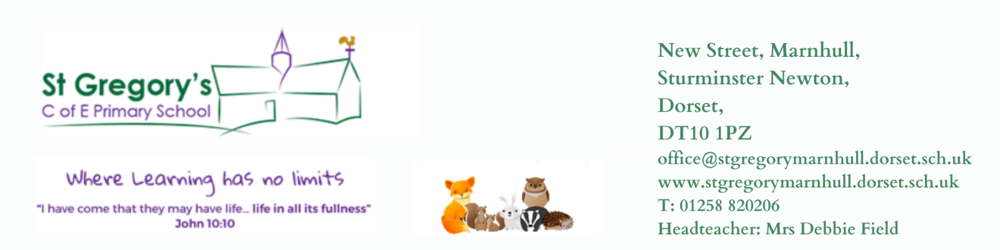 St Gregory's
C of E Primary School
Where Learning has no limits
"I have come that they may have life... life in all its fullness"
John 10:10
New Street, Marnhull,
Sturminster Newton,
Dorset,
DT10 1PZ
office@stgregorymarnhull.dorset.sch.uk
www.stgregorymarnhull.dorset.sch.uk
T: 01258 820206
Headteacher: Mrs Debbie Field